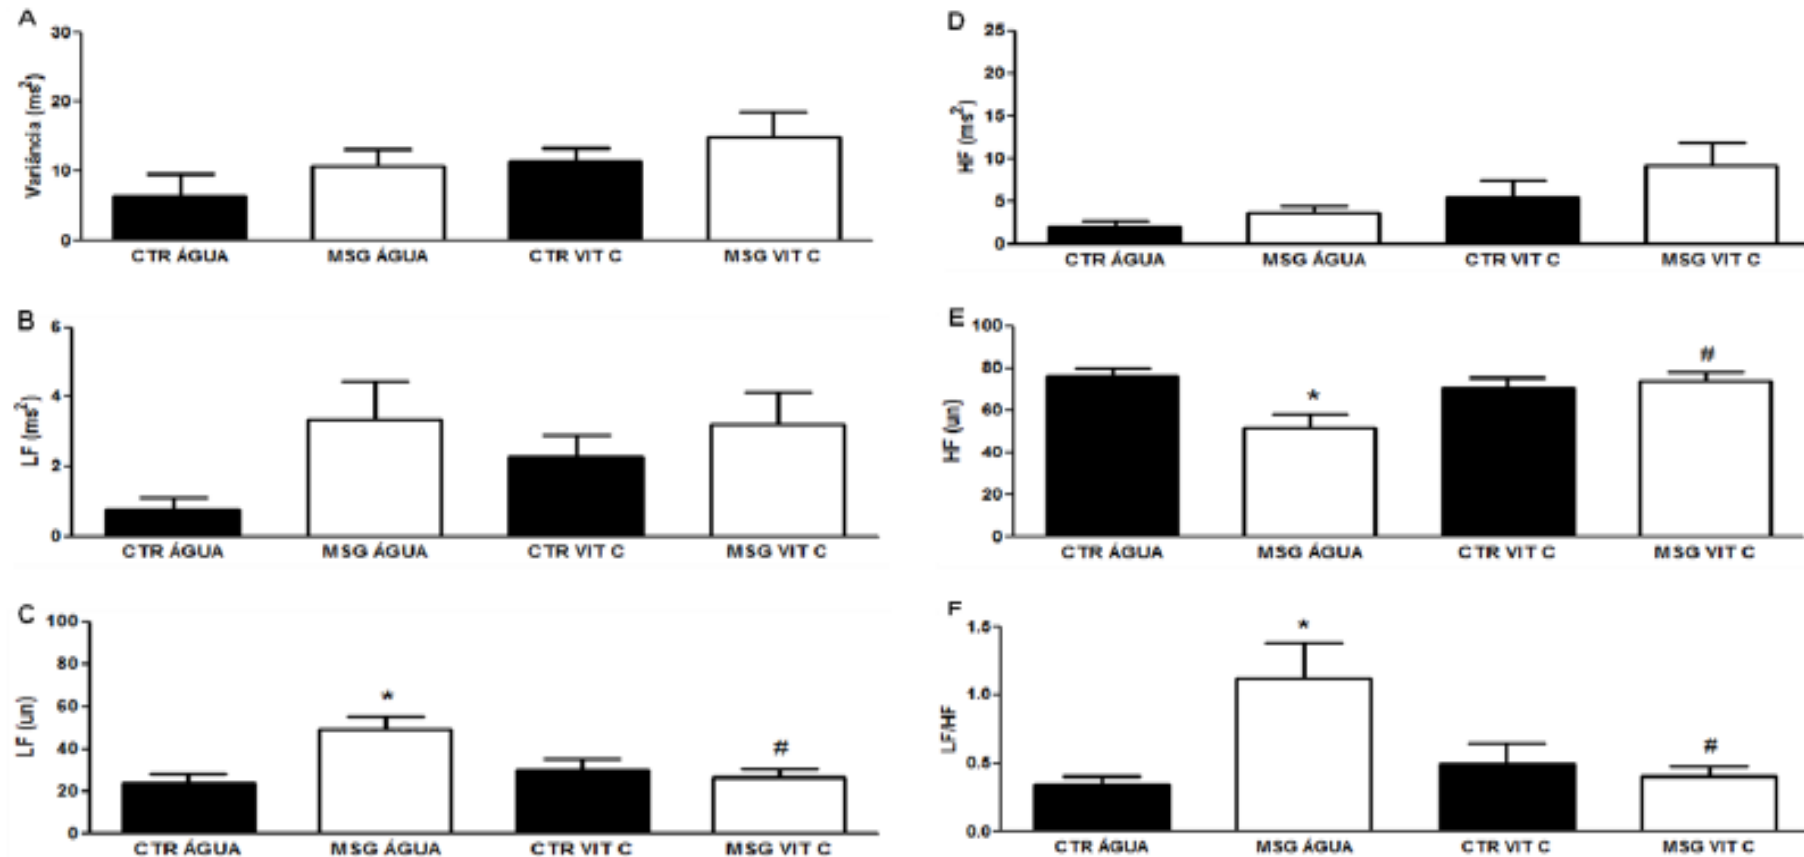 A
30
20
10
0
Variância (ms²)
CTR ÁGUA MSG ÁGUA CTR VIT C MSG VIT C
B
6
4
2
0
LF (ms²)
CTR ÁGUA MSG ÁGUA CTR VIT C MSG VIT C
C
100
80
60
40
20
0
LF (un)
*
#
CTR ÁGUA MSG ÁGUA CTR VIT C MSG VIT C
D
25
20
15
10
5
0
HF (ms²)
CTR ÁGUA MSG ÁGUA CTR VIT C MSG VIT C
E
100
80
60
40
20
0
HF (un)
*
#
CTR ÁGUA MSG ÁGUA CTR VIT C MSG VIT C
F
1.5
1.0
0.5
0.0
LF/HF
*
#
CTR ÁGUA MSG ÁGUA CTR VIT C MSG VIT C